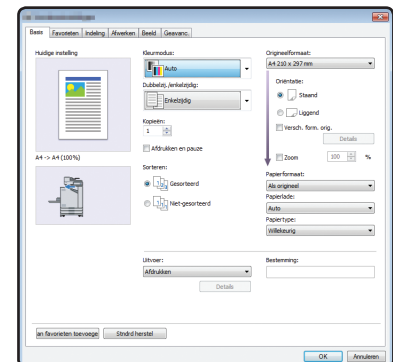 Basis Favorieten Indeling Afwerken Beeld Geavanc.
Huidige instelling
A4 -> A4 (100%)
Kleurmodus:
Auto
Dubbelzij./enkelzijdig:
Enkelzijdig
Kopieën:
1
Afdrukken en pauze
Sorteren:
Gesorteerd
Niet-gesorteerd
Uitvoer:
Afdrukken
Details
Origineelformaat:
A4 210 x 297 mm
Oriëntatie:
Staand
Liggend
Versch. form. orig.
Details
Zoom 100 %
Papierformaat:
Als origineel
Papierlade:
Auto
Papiertype:
Willekeurig
Bestemming:
an favorieten toevoege Stndrd herstel
OK Annuleren